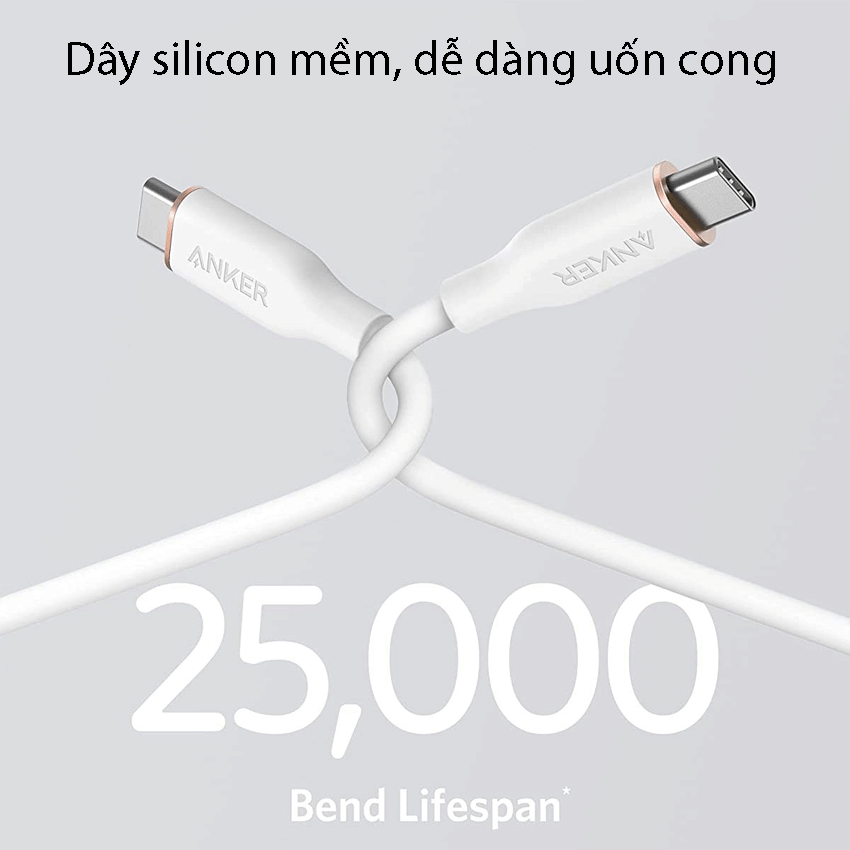 Dây silicon mềm, dễ dàng uốn cong
ANKER
ANKER
25,000
Bend Lifespan*